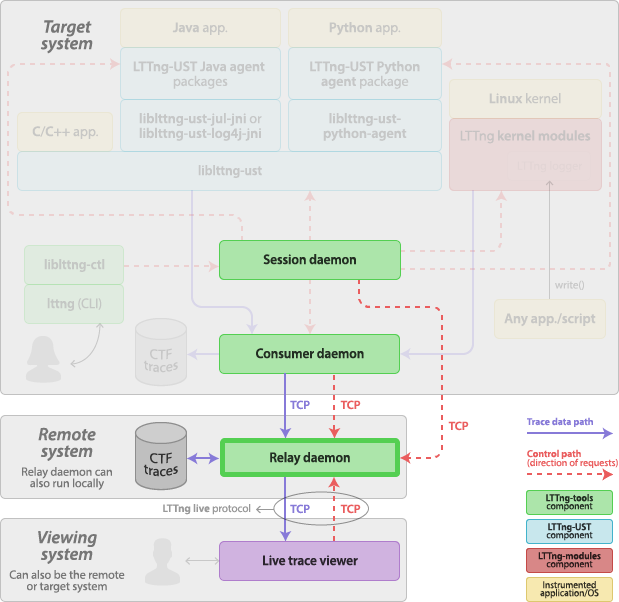 Target
system
Java app.
Python app.
LTTng-UST Java agent
packages
LTTng-UST Python
agent package
Linux kernel
C/C++ app.
liblttng-ust-jul-jni or
liblttng-ust-log4j-jni
liblttng-ust-
python-agent
LTTng kernel modules
liblttng-ust
liblttng-ctl
lttng (CLI)
Session daemon
write()
Any app./script
CTF
traces
Consumer daemon
TCP
TCP
TCP
Remote
system
Relay daemon can
also run locally
CTF
traces
Relay daemon
LTTng live protocol
TCP
TCP
Viewing
system
Can also be the remote
or target system
Live trace viewer
Trace data path
Control path
(direction of requests)
LTTng-tools
component
LTTng-UST
component
LTTng-modules
component
Instrumented
application/OS